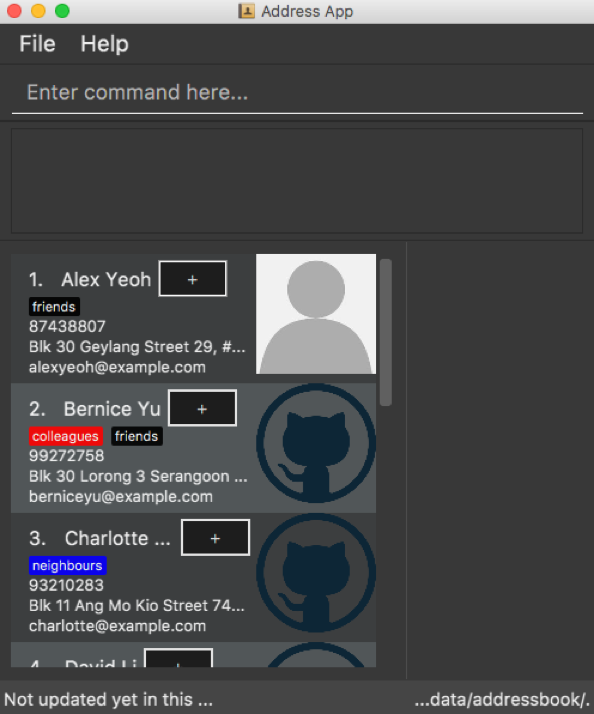 Address App
File Help
Enter command here...
1. Alex Yeoh +
friends
87438807
Blk 30 Geylang Street 29, #...
alexyeoh@example.com
2. Bernice Yu +
colleagues friends
99272758
Blk 30 Lorong 3 Serangoon ...
berniceyu@example.com
3. Charlotte ... +
neighbours
93210283
Blk 11 Ang Mo Kio Street 74...
charlotte@example.com
4. David Li +
Not updated yet in this ... ...data/addressbook/.